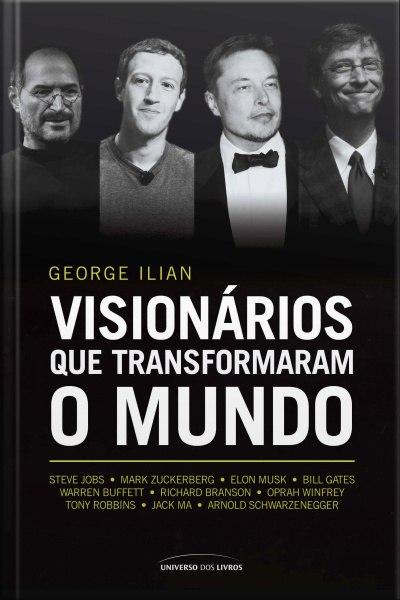 GEORGE ILIAN
VISIONÁRIOS
QUE TRANSFORMARAM
O MUNDO
STEVE JOBS • MARK ZUCKERBERG • ELON MUSK • BILL GATES
WARREN BUFFETT • RICHARD BRANSON • OPRAH WINFREY
TONY ROBBINS • JACK MA • ARNOLD SCHWARZENEGGER
UNIVERSO DOS LIVROS